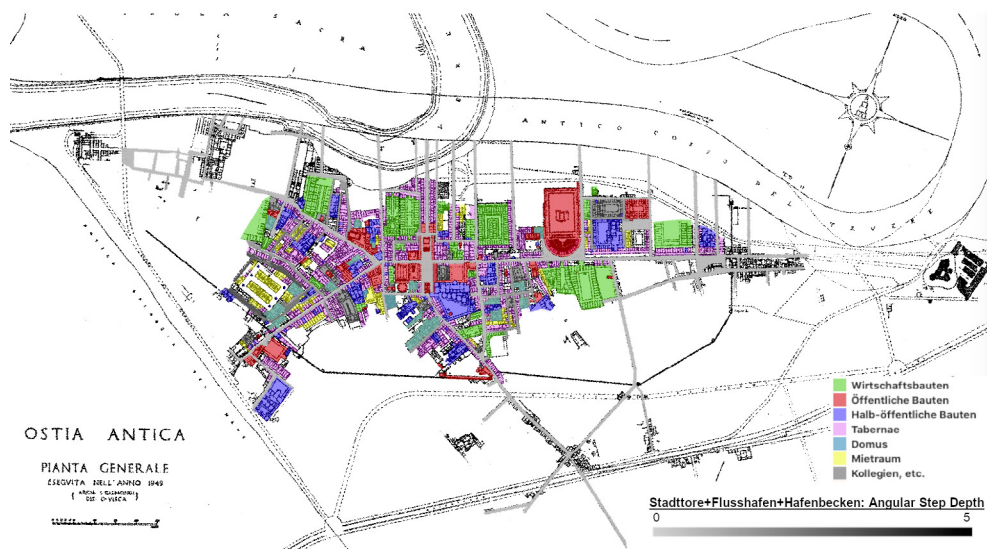 ANTICO CORSO DEL TEVERE
OSTIA ANTICA
PIANTA GENERALE
ESEGUITA NELL'ANNO 1949
Wirtschaftsbauten
Öffentliche Bauten
Halb-öffentliche Bauten
Tabernae
Domus
Mietraum
Kollegien, etc.
Stadttore+Flusshafen+Hafenbecken: Angular Step Depth
0 5